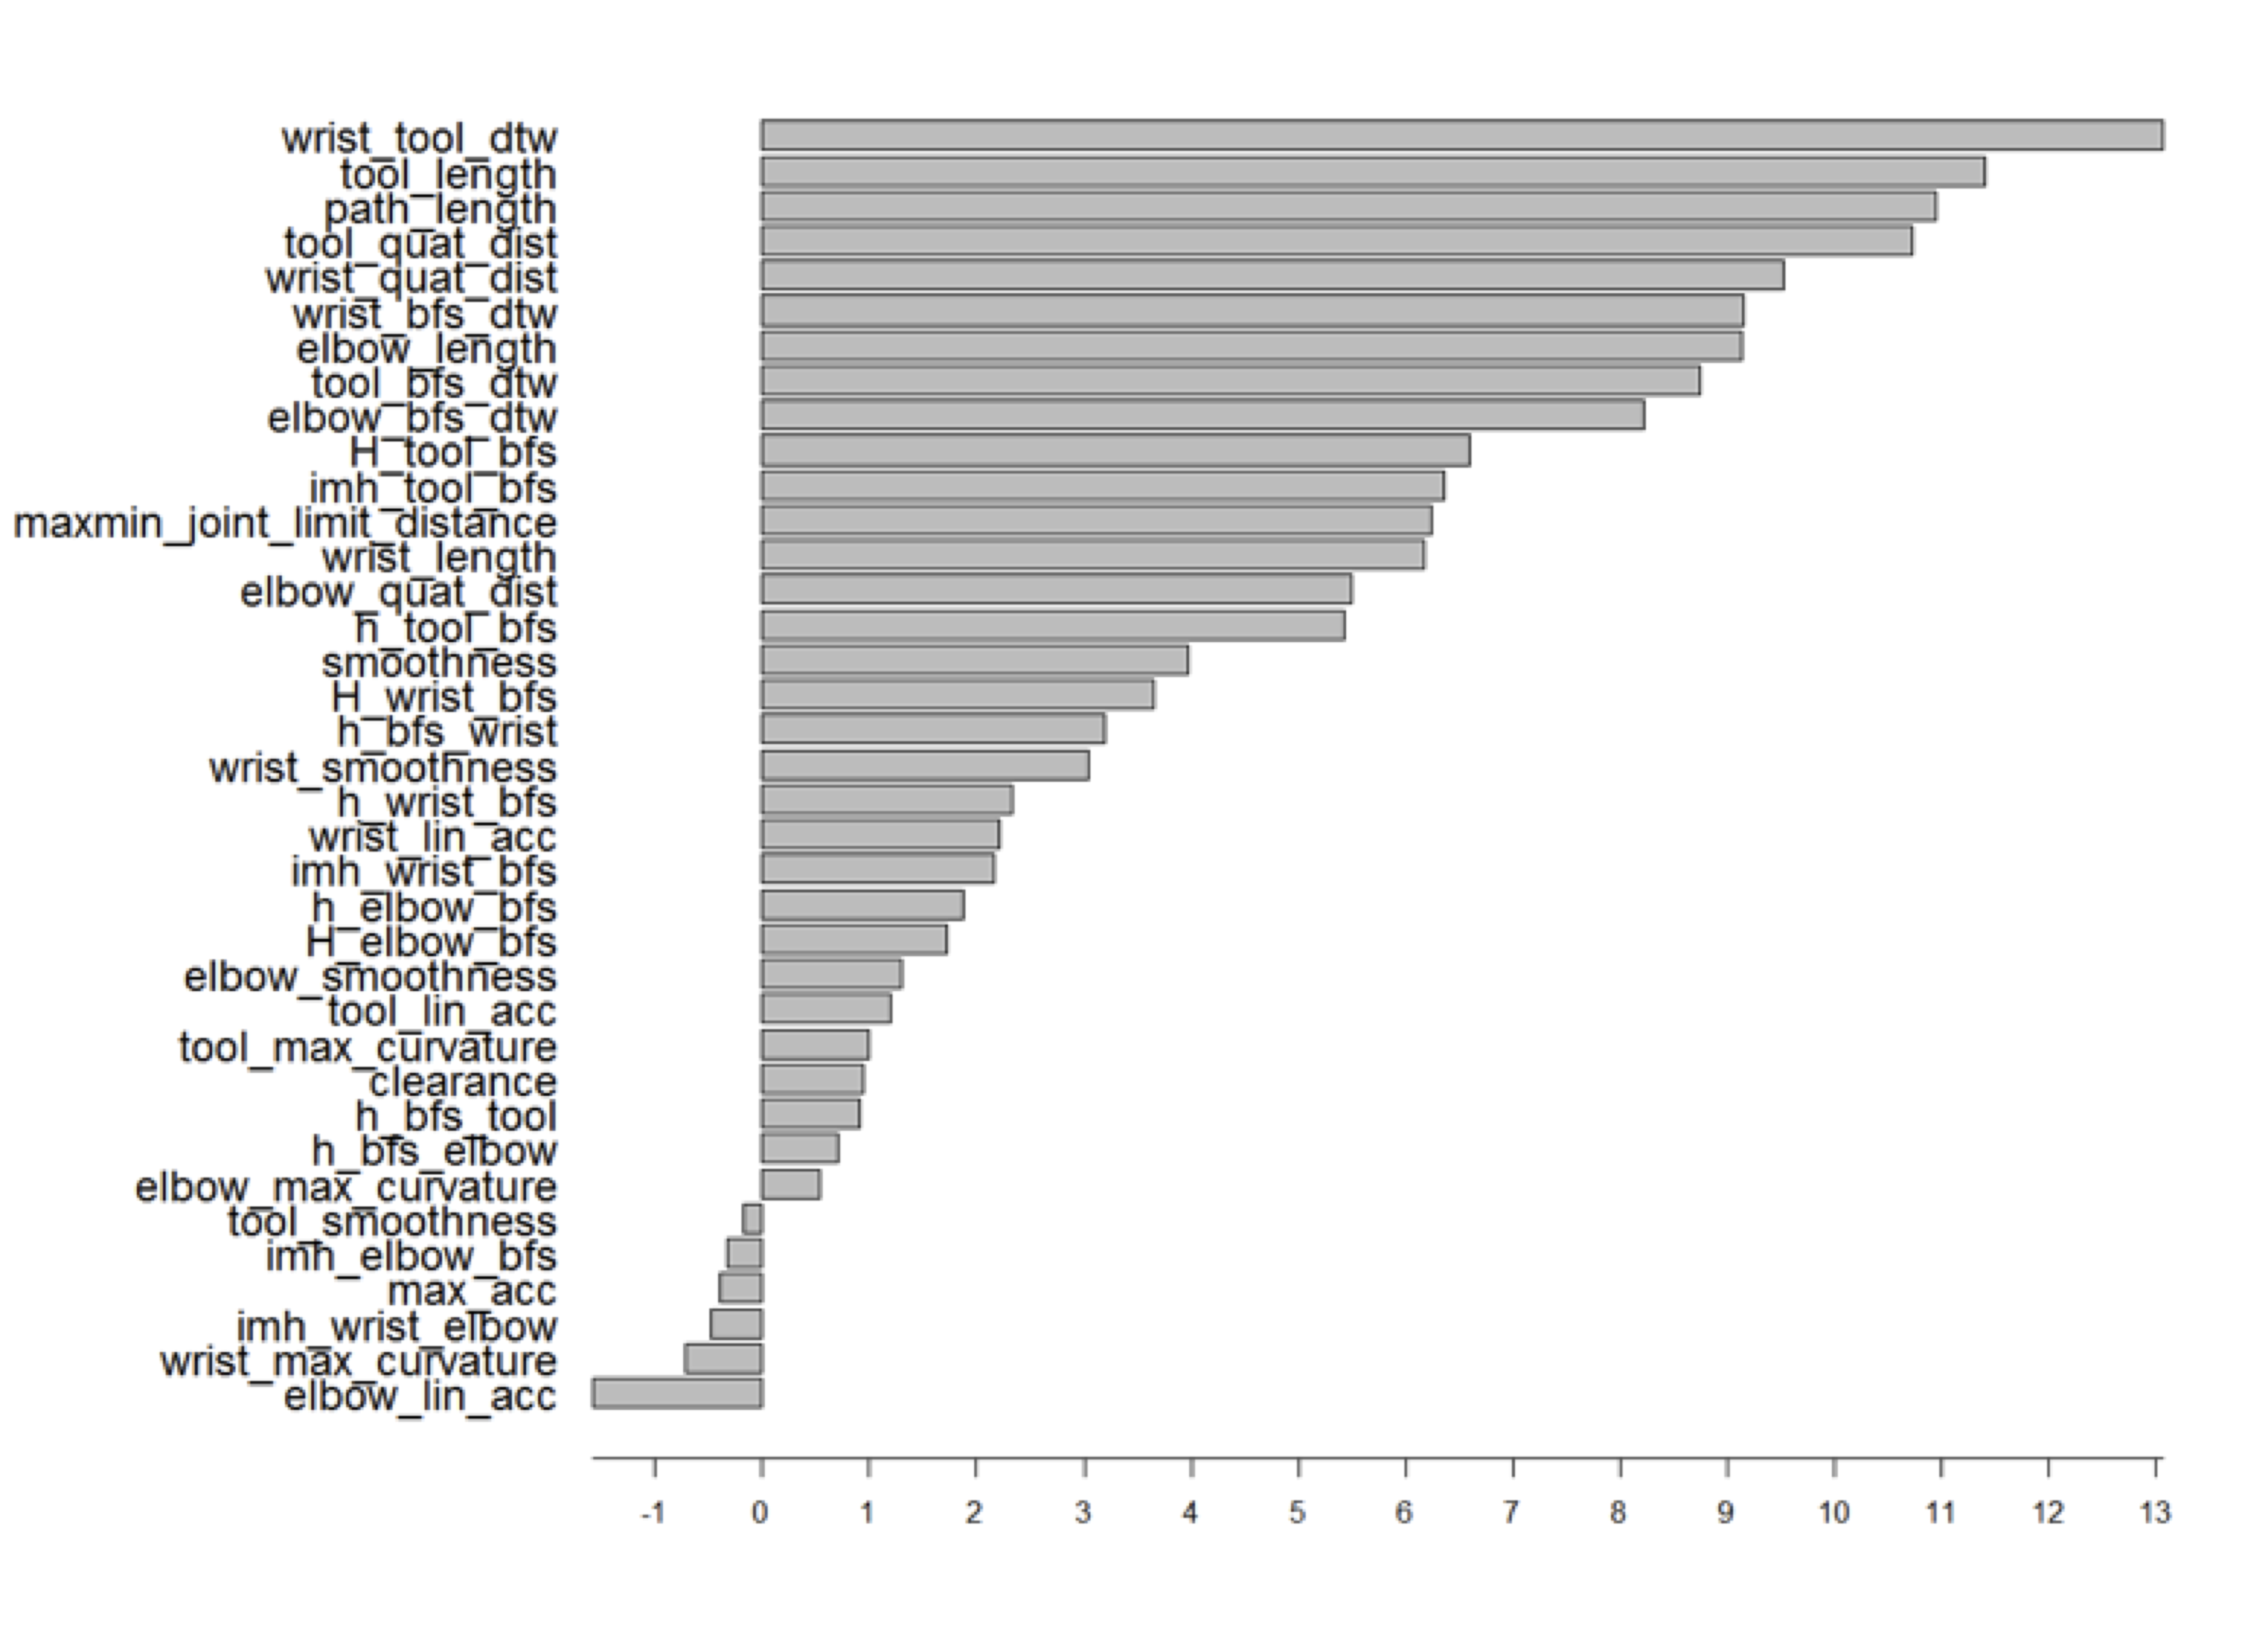 wrist_tool_dtw
tool_length
path_length
tool_quat_dist
wrist_quat_dist
wrist_bfs_dtw
elbow_length
tool_bfs_dtw
elbow_bfs_dtw
H_tool_bfs
imh_tool_bfs
maxmin_joint_limit_distance
wrist_length
elbow_quat_dist
h_tool_bfs
smoothness
H_wrist_bfs
h_bfs_wrist
wrist_smoothness
h_wrist_bfs
wrist_lin_acc
imh_wrist_bfs
h_elbow_bfs
H_elbow_bfs
elbow_smoothness
tool_lin_acc
tool_max_curvature
clearance
h_bfs_tool
h_bfs_elbow
elbow_max_curvature
tool_smoothness
imh_elbow_bfs
max_acc
imh_wrist_elbow
wrist_max_curvature
elbow_lin_acc
-1 0 1 2 3 4 5 6 7 8 9 10 11 12 13